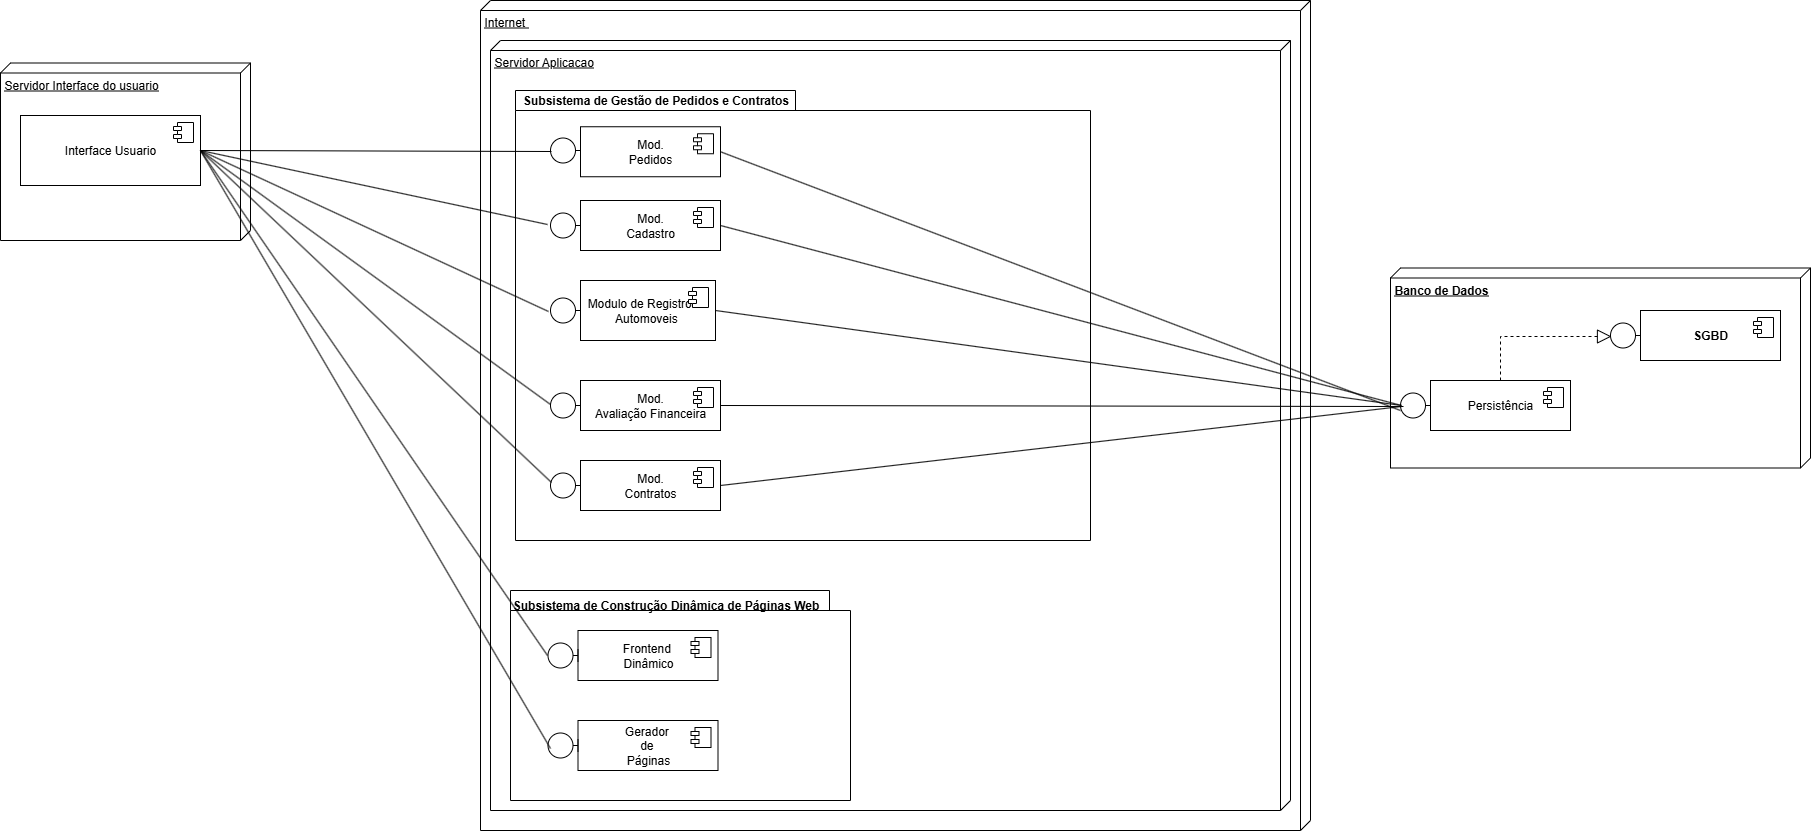 Internet
Servidor Aplicacao
Servidor Interface do usuario
Interface Usuario
Subsistema de Gestão de Pedidos e Contratos
Mod.
Pedidos
Mod.
Cadastro
Modulo de Registro
Automoveis
Mod.
Avaliação Financeira
Mod.
Contratos
Banco de Dados
SGBD
Persistência
Subsistema de Construção Dinâmica de Páginas Web
Frontend
Dinâmico
Gerador
de
Páginas